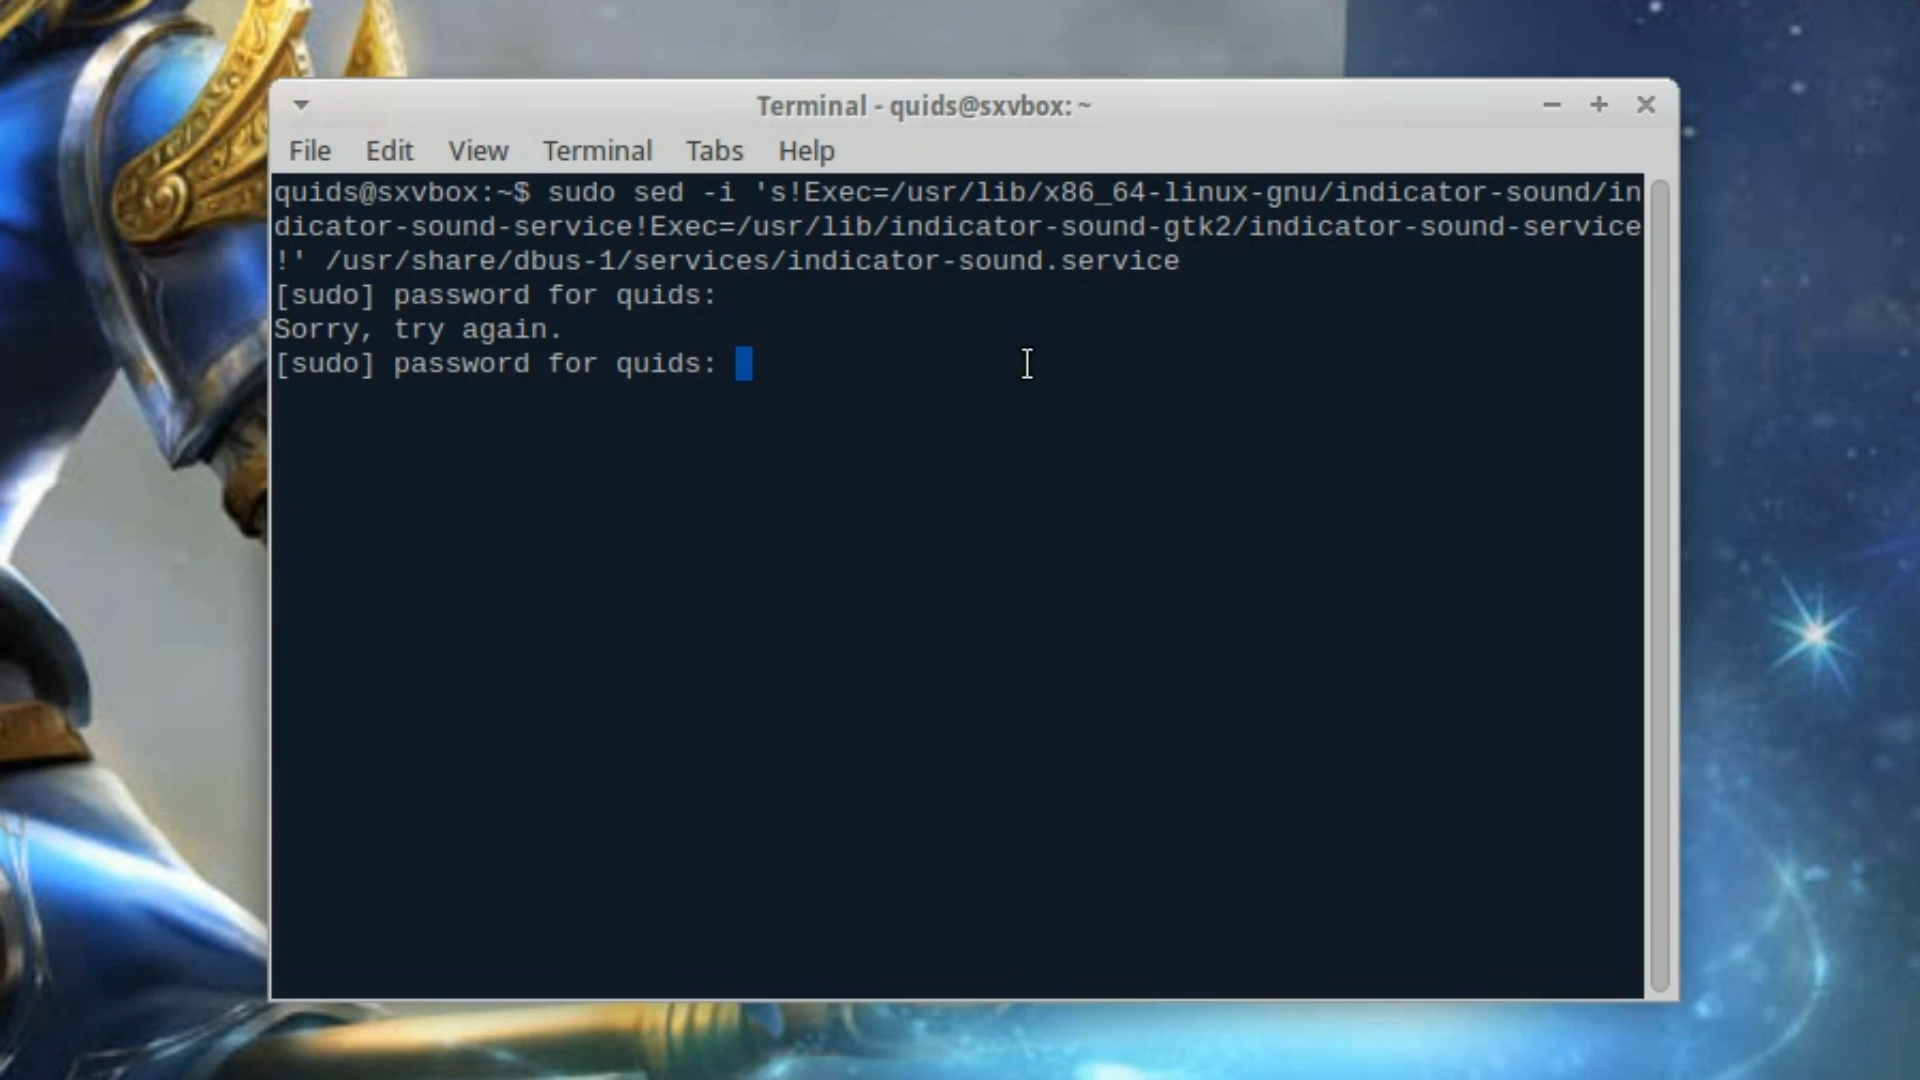 Terminal - quids@sxvbox: ~
File Edit View Terminal Tabs Help
quids@sxvbox:~$ sudo sed -i 's!Exec=/usr/lib/x86_64-linux-gnu/indicator-sound/in
dicator-sound-service!Exec=/usr/lib/indicator-sound-gtk2/indicator-sound-service
!' /usr/share/dbus-1/services/indicator-sound.service
[sudo] password for quids:
Sorry, try again.
[sudo] password for quids: